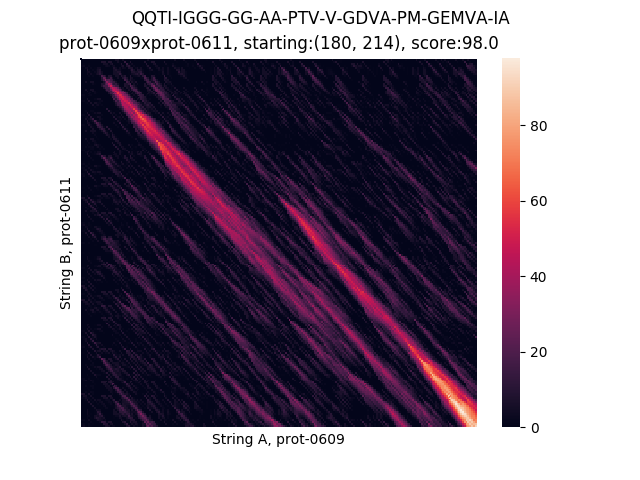 QQTI-IGGG-GG-AA-PTV-V-GDVA-PM-GEMVA-IA
prot-0609xprot-0611, starting:(180, 214), score:98.0
String B, prot-0611
String A, prot-0609
80
60
40
20
0